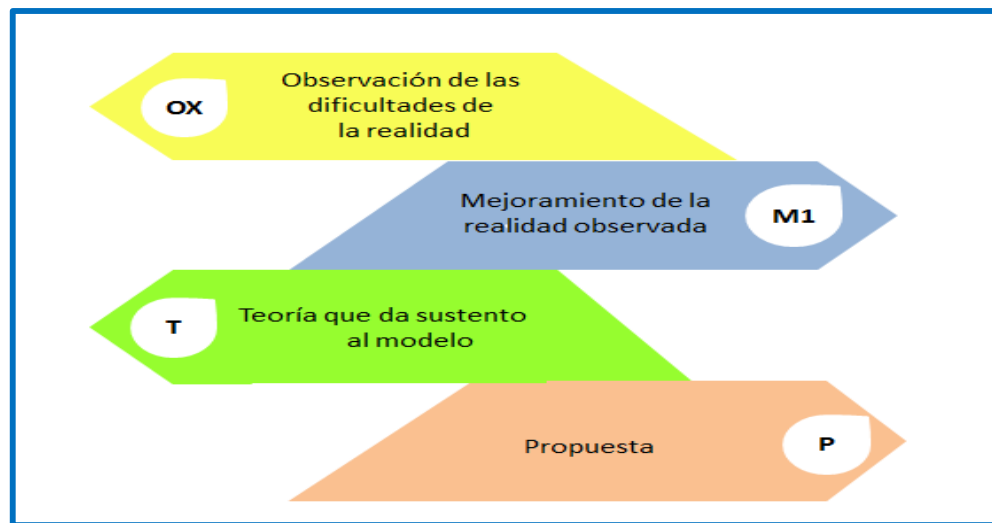 OX
Observación de las
dificultades de
la realidad
Mejoramiento de la
realidad observada
M1
T
Teoría que da sustento
al modelo
Propuesta
P